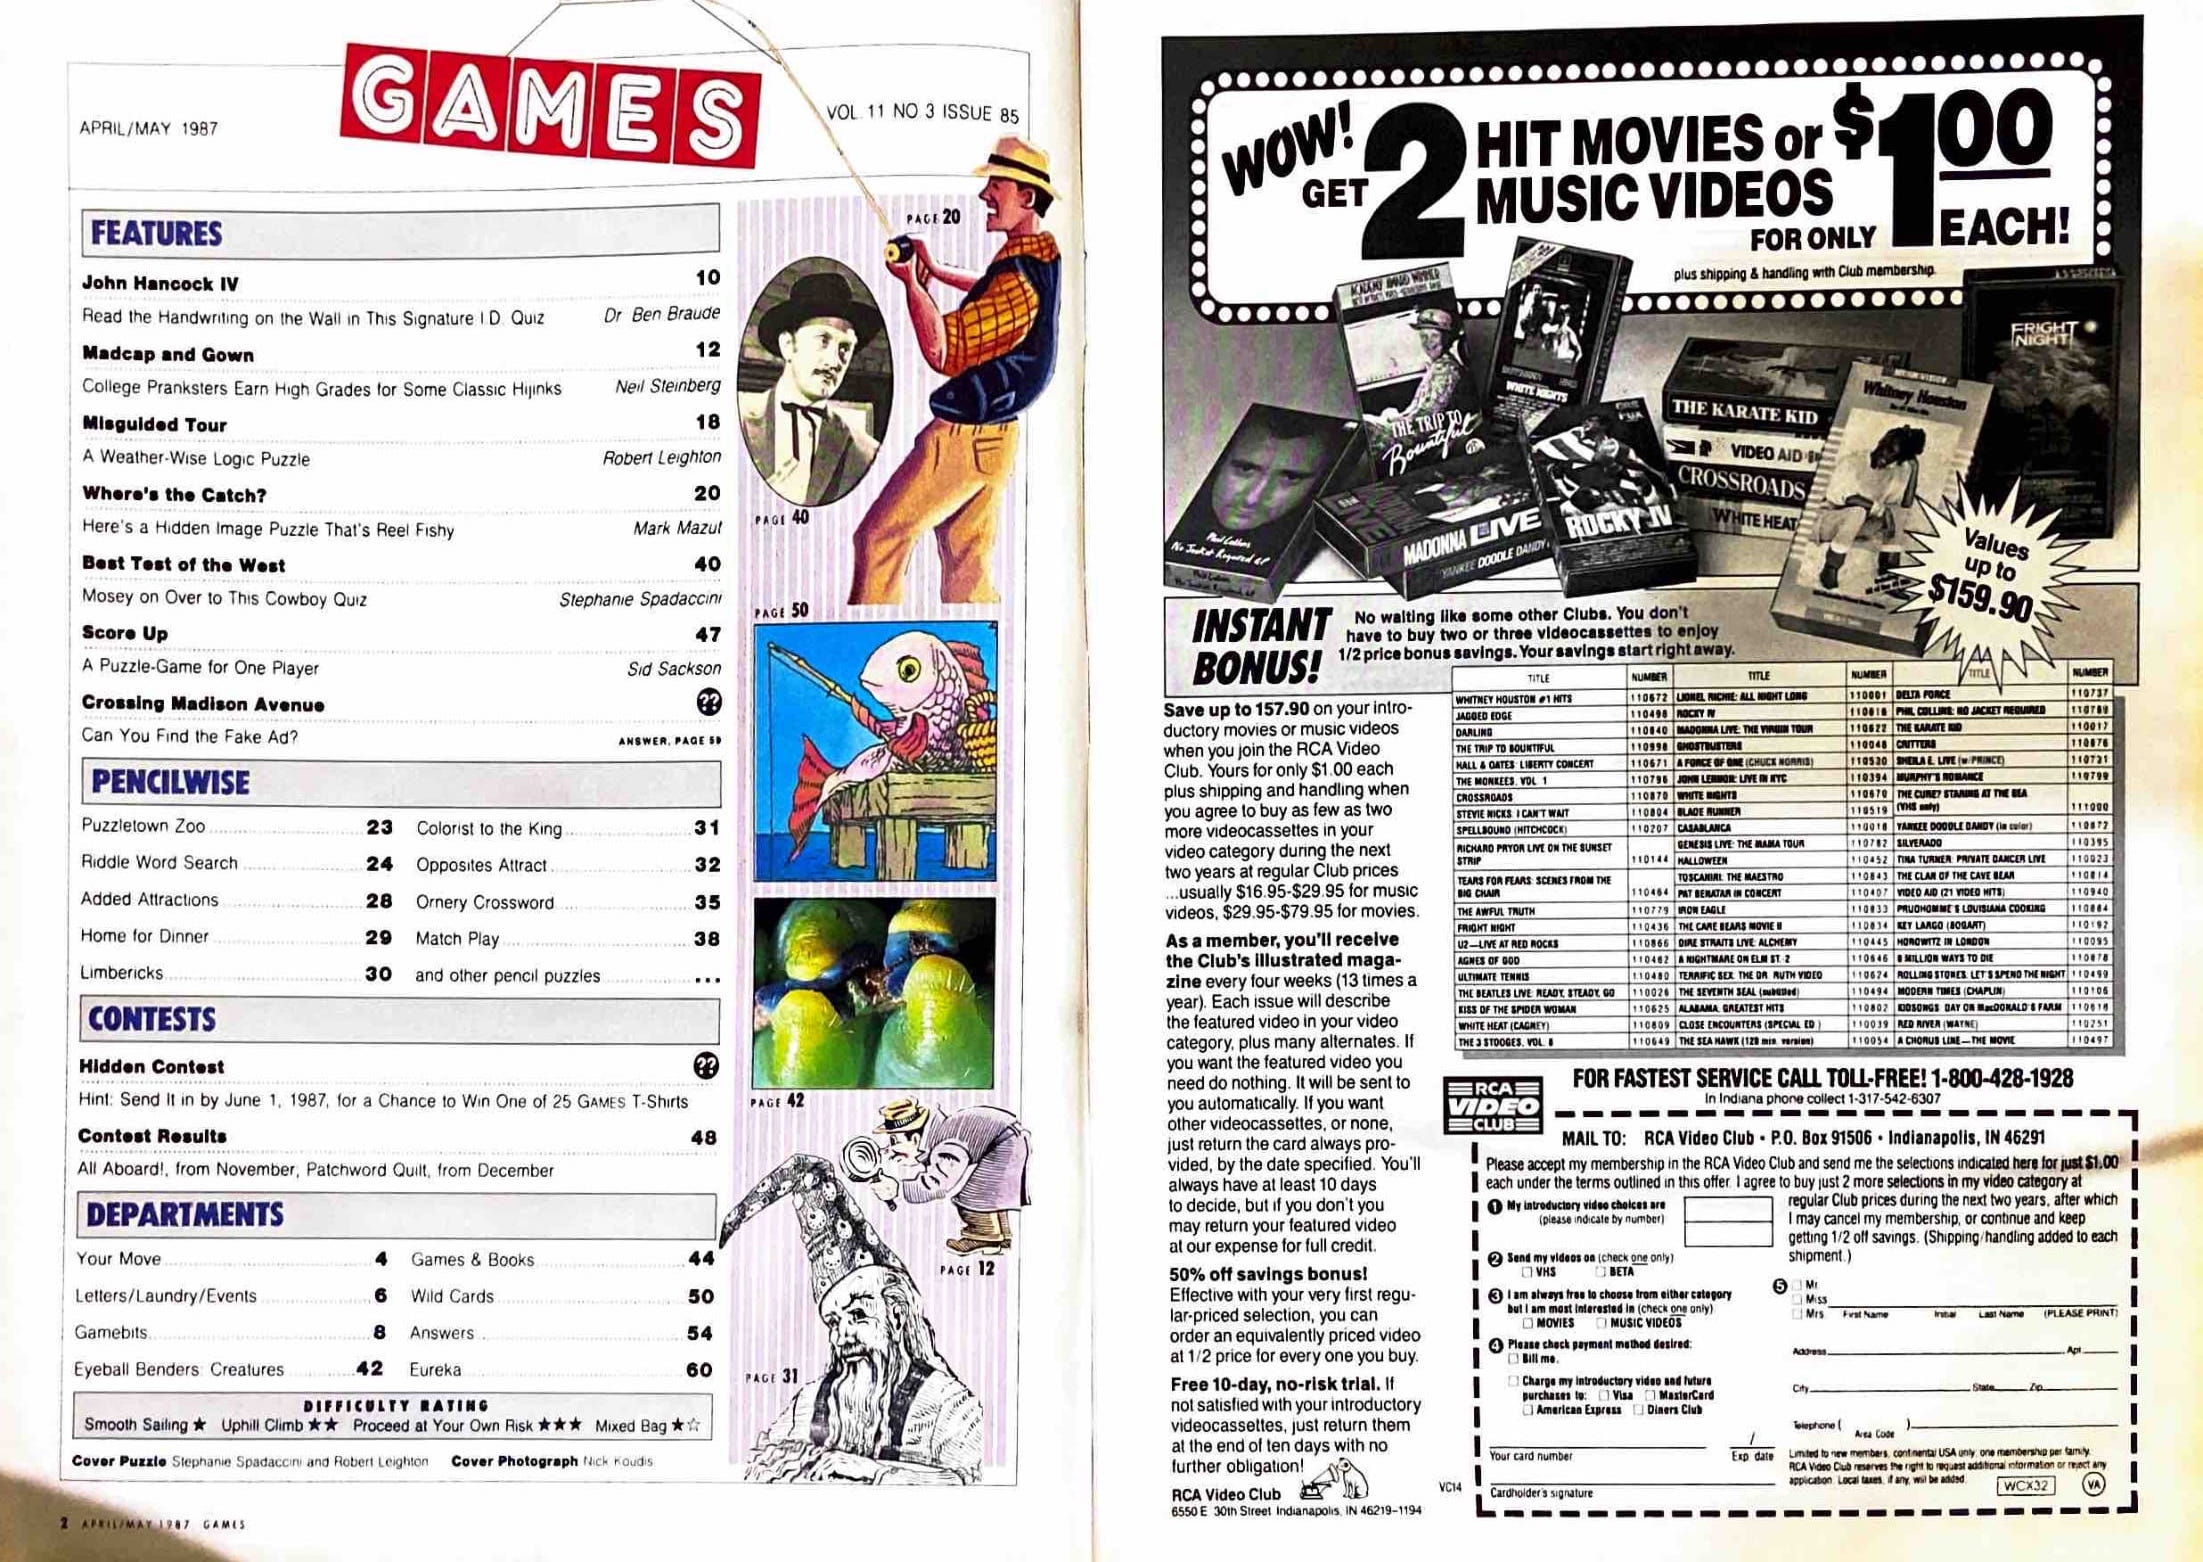 APRIL/MAY 1987
GAMES
VOL. 11 NO. 3 ISSUE 85
FEATURES
John Hancock IV 10
Read the Handwriting on the Wall in This Signature I.D. Quiz Dr. Ben Braude
Madcap and Gown 12
College Pranksters Earn High Grades for Some Classic Hijinks Neil Steinberg
Misguided Tour 18
A Weather-Wise Logic Puzzle Robert Leighton
Where's the Catch? 20
Here's a Hidden Image Puzzle That's Reel Fishy Mark Mazut
Best Test of the West 40
Mosey on Over to This Cowboy Quiz Stephanie Spadaccini
Score Up 47
A Puzzle-Game for One Player Sid Sackson
Crossing Madison Avenue ??
Can You Find the Fake Ad? ANSWER, PAGE 59
PENCILWISE
Puzzletown Zoo 23 Colorist to the King 31
Riddle Word Search 24 Opposites Attract 32
Added Attractions 28 Ornery Crossword 35
Home for Dinner 29 Match Play 38
Limbericks 30 and other pencil puzzles ...
CONTESTS
Hidden Contest ??
Hint: Send It in by June 1, 1987, for a Chance to Win One of 25 GAMES T-Shirts
Contest Results 48
All Aboard!, from November; Patchword Quilt, from December
DEPARTMENTS
Your Move 4 Games & Books 44
Letters/Laundry/Events 6 Wild Cards 50
Gamebits 8 Answers 54
Eyeball Benders: Creatures 42 Eureka 60
DIFFICULTY RATING
Smooth Sailing ★ Uphill Climb ★★ Proceed at Your Own Risk ★★★ Mixed Bag ★☆
Cover Puzzle Stephanie Spadaccini and Robert Leighton Cover Photograph Nick Koudis
2 APRIL/MAY 1987 GAMES
PAGE 20
PAGE 40
PAGE 50
PAGE 42
PAGE 12
PAGE 31
WOW!
GET 2 HIT MOVIES or MUSIC VIDEOS
FOR ONLY $1.00 EACH!
plus shipping & handling with Club membership.
ACADEMY AWARD WINNER
THE TRIP TO Bountiful
WHITE NIGHTS
THE KARATE KID
VIDEO AID
CROSSROADS
WHITE HEAT
Whitney Houston
FRIGHT NIGHT
Phil Collins
No Jacket Required
MADONNA LIVE
YANKEE DOODLE DANDY
ROCKY IV
Values
up to
$159.90
INSTANT
BONUS!
No waiting like some other Clubs. You don't
have to buy two or three videocassettes to enjoy
1/2 price bonus savings. Your savings start right away.
Save up to 157.90 on your intro-
ductory movies or music videos
when you join the RCA Video
Club. Yours for only $1.00 each
plus shipping and handling when
you agree to buy as few as two
more videocassettes in your
video category during the next
two years at regular Club prices
...usually $16.95-$29.95 for music
videos, $29.95-$79.95 for movies.
As a member, you'll receive
the Club's illustrated maga-
zine every four weeks (13 times a
year). Each issue will describe
the featured video in your video
category, plus many alternates. If
you want the featured video you
need do nothing. It will be sent to
you automatically. If you want
other videocassettes, or none,
just return the card always pro-
vided, by the date specified. You'll
always have at least 10 days
to decide, but if you don't you
may return your featured video
at our expense for full credit.
50% off savings bonus!
Effective with your very first regu-
lar-priced selection, you can
order an equivalently priced video
at 1/2 price for every one you buy.
Free 10-day, no-risk trial. If
not satisfied with your introductory
videocassettes, just return them
at the end of ten days with no
further obligation!
RCA Video Club
6550 E. 30th Street Indianapolis, IN 46219-1194
TITLE NUMBER
WHITNEY HOUSTON #1 HITS 110672
JAGGED EDGE 110498
DARLING 110840
THE TRIP TO BOUNTIFUL 110998
HALL & OATES: LIBERTY CONCERT 110671
THE MONKEES, VOL. 1 110796
CROSSROADS 110870
STEVIE NICKS: I CAN'T WAIT 110804
SPELLBOUND (HITCHCOCK) 110207
RICHARD PRYOR LIVE ON THE SUNSET
STRIP 110144
TEARS FOR FEARS: SCENES FROM THE
BIG CHAIR 110464
THE AWFUL TRUTH 110779
FRIGHT NIGHT 110436
U2—LIVE AT RED ROCKS 110866
AGNES OF GOD 110462
ULTIMATE TENNIS 110480
THE BEATLES LIVE: READY, STEADY, GO 110026
KISS OF THE SPIDER WOMAN 110625
WHITE HEAT (CAGNEY) 110809
THE 3 STOOGES, VOL. 8 110649
TITLE NUMBER
LIONEL RICHIE: ALL NIGHT LONG 110001
ROCKY IV 110818
MADONNA LIVE: THE VIRGIN TOUR 110622
GHOSTBUSTERS 110048
A FORCE OF ONE (CHUCK NORRIS) 110530
JOHN LENNON: LIVE IN NYC 110394
WHITE NIGHTS 110670
BLADE RUNNER 110519
CASABLANCA 110018
GENESIS LIVE: THE MAMA TOUR 110782
HALLOWEEN 110452
TOSCANINI: THE MAESTRO 110843
PAT BENATAR IN CONCERT 110407
IRON EAGLE 110833
THE CARE BEARS MOVIE II 110834
DIRE STRAITS LIVE: ALCHEMY 110445
A NIGHTMARE ON ELM ST. 2 110646
TERRIFIC SEX: THE DR. RUTH VIDEO 110624
THE SEVENTH SEAL (subtitled) 110494
ALABAMA: GREATEST HITS 110802
CLOSE ENCOUNTERS (SPECIAL ED.) 110039
THE SEA HAWK (128 min. version) 110054
TITLE NUMBER
DELTA FORCE 110737
PHIL COLLINS: NO JACKET REQUIRED 110789
THE KARATE KID 110017
CRITTERS 110876
SHEILA E. LIVE (w/PRINCE) 110731
MURPHY'S ROMANCE 110799
THE CURE? STARING AT THE SEA
(VHS only) 111000
YANKEE DOODLE DANDY (in color) 110872
SILVERADO 110395
TINA TURNER: PRIVATE DANCER LIVE 110023
THE CLAN OF THE CAVE BEAR 110814
VIDEO AID (21 VIDEO HITS) 110940
PRUDHOMME'S LOUISIANA COOKING 110884
KEY LARGO (BOGART) 110192
HOROWITZ IN LONDON 110095
8 MILLION WAYS TO DIE 110878
ROLLING STONES: LET'S SPEND THE NIGHT 110499
MODERN TIMES (CHAPLIN) 110106
KIDSONGS: DAY OR MacDONALD'S FARM 110616
RED RIVER (WAYNE) 110251
A CHORUS LINE—THE MOVIE 110497
RCA
VIDEO
CLUB
FOR FASTEST SERVICE CALL TOLL-FREE! 1-800-428-1928
In Indiana phone collect 1-317-542-6307
MAIL TO: RCA Video Club • P.O. Box 91506 • Indianapolis, IN 46291
Please accept my membership in the RCA Video Club and send me the selections indicated here for just $1.00
each under the terms outlined in this offer. I agree to buy just 2 more selections in my video category at
regular Club prices during the next two years, after which
I may cancel my membership, or continue and keep
getting 1/2 off savings. (Shipping/handling added to each
shipment.)
1 My introductory video choices are
(please indicate by number)
2 Send my videos on (check one only)
VHS BETA
3 I am always free to choose from either category
but I am most interested in (check one only)
MOVIES MUSIC VIDEOS
4 Please check payment method desired:
Bill me.
Charge my introductory video and future
purchases to: Visa MasterCard
American Express Diners Club
Your card number Exp. date
Cardholder's signature
5 Mr.
Miss
Mrs. First Name Initial Last Name (PLEASE PRINT)
Address Apt.
City State Zip
Telephone ( )
Area Code
Limited to new members, continental USA only; one membership per family.
RCA Video Club reserves the right to request additional information or reject any
application. Local taxes, if any, will be added.
WCX32 VA
VC14